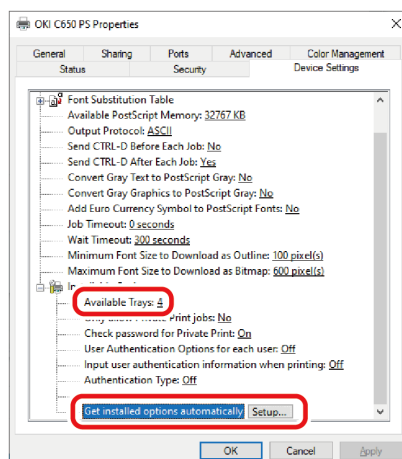 OKI C650 PS Properties
General Sharing Ports Advanced Color Management
Status Security Device Settings
Font Substitution Table
Available PostScript Memory: 32767 KB
Output Protocol: ASCII
Send CTRL-D Before Each Job: No
Send CTRL-D After Each Job: Yes
Convert Gray Text to PostScript Gray: No
Convert Gray Graphics to PostScript Gray: No
Add Euro Currency Symbol to PostScript Fonts: No
Job Timeout: 0 seconds
Wait Timeout: 300 seconds
Minimum Font Size to Download as Outline: 100 pixel(s)
Maximum Font Size to Download as Bitmap: 600 pixel(s)
Available Trays: 4
Print jobs: No
Check password for Private Print: On
User Authentication Options for each user: Off
Input user authentication information when printing: Off
Authentication Type: Off
Get installed options automatically Setup...
OK Cancel Apply